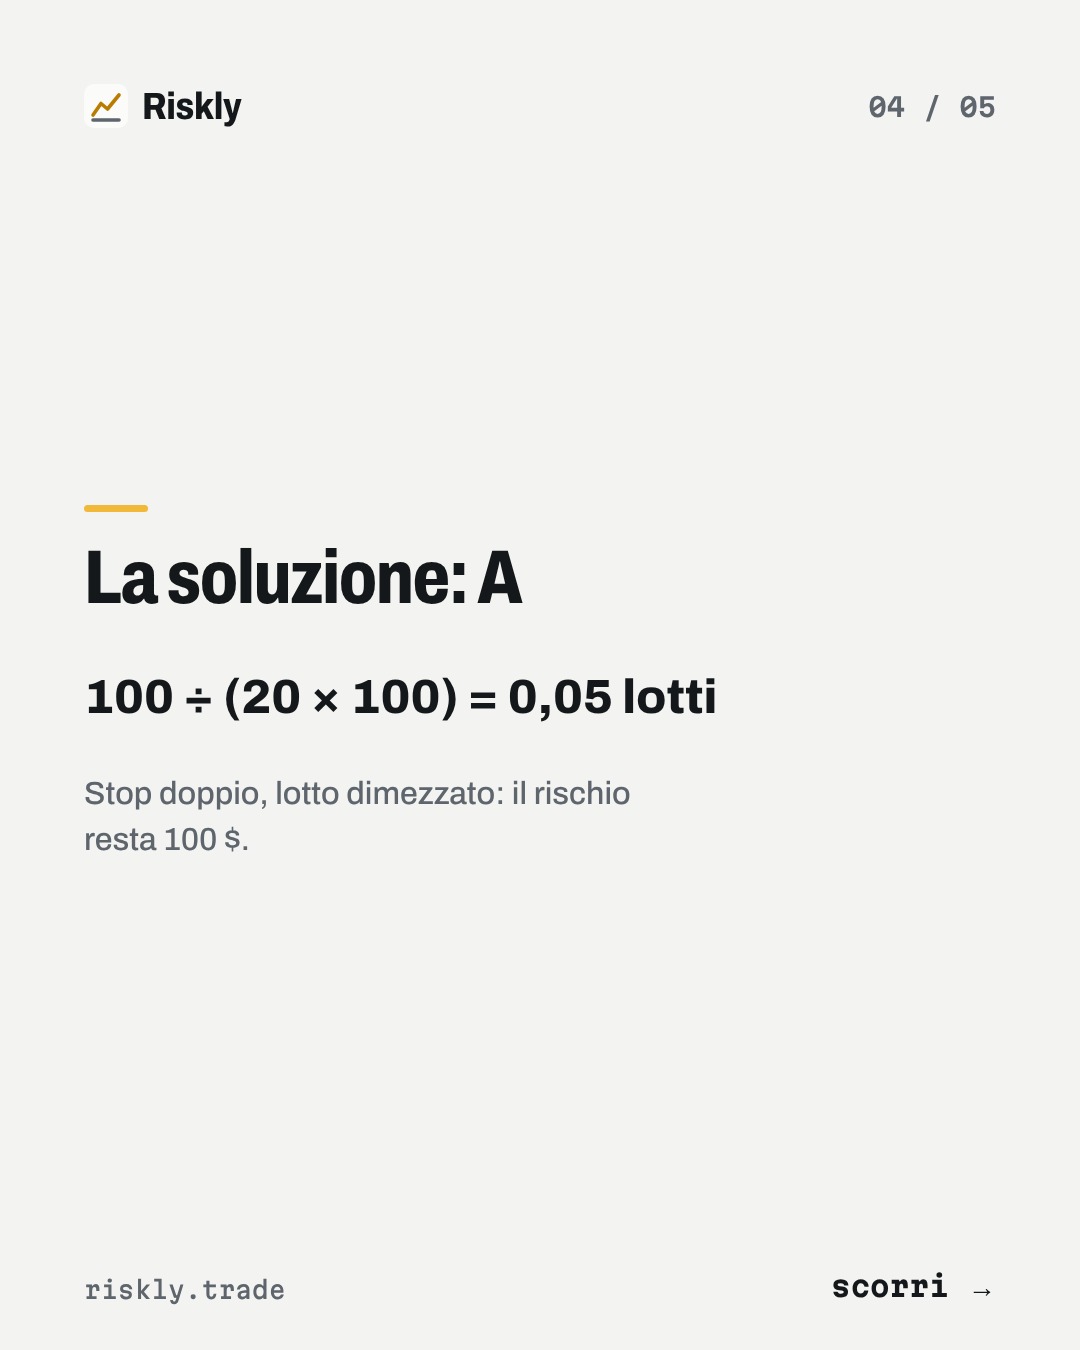 Riskly
04 / 05
La soluzione: A
100 ÷ (20 × 100) = 0,05 lotti
Stop doppio, lotto dimezzato: il rischio
resta 100 $.
riskly.trade
scorri →